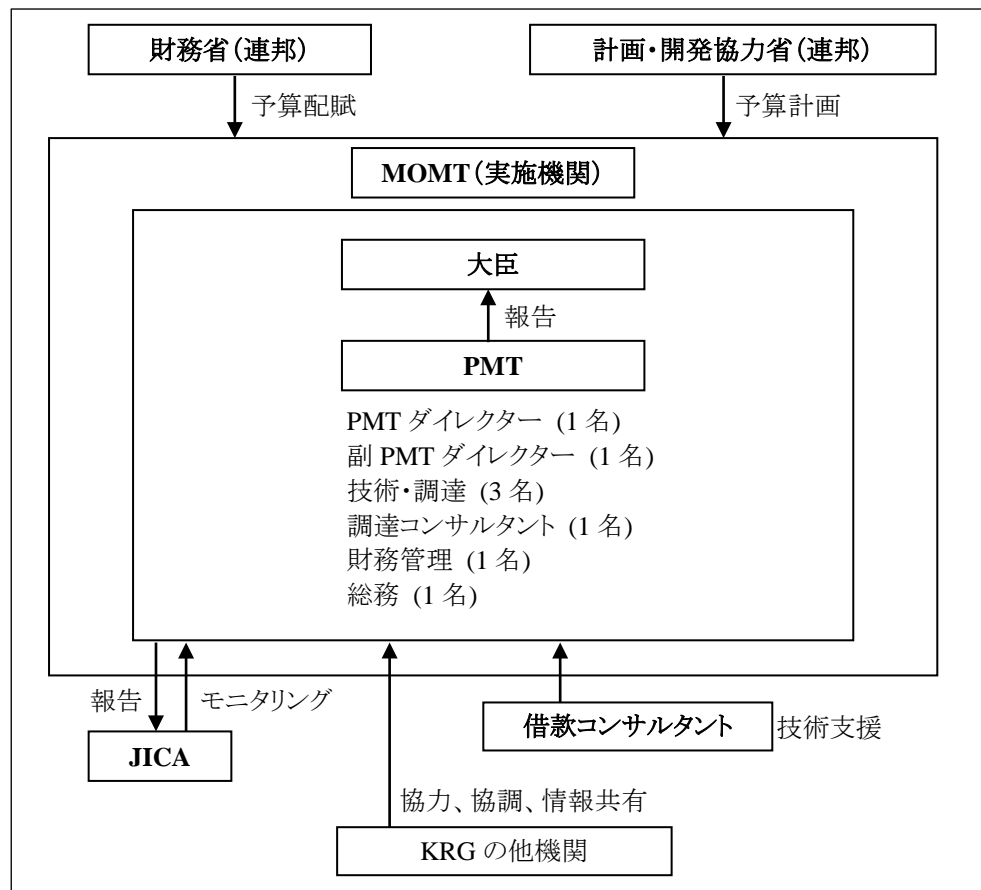 財務省（連邦）
計画・開発協力省（連邦）
予算配賦
予算計画
MOMT（実施機関）
大臣
報告
PMT
PMT ダイレクター (1 名)
副 PMT ダイレクター (1 名)
技術・調達 (3 名)
調達コンサルタント (1 名)
財務管理 (1 名)
総務 (1 名)
報告
モニタリング
JICA
借款コンサルタント
技術支援
協力、協調、情報共有
KRG の他機関